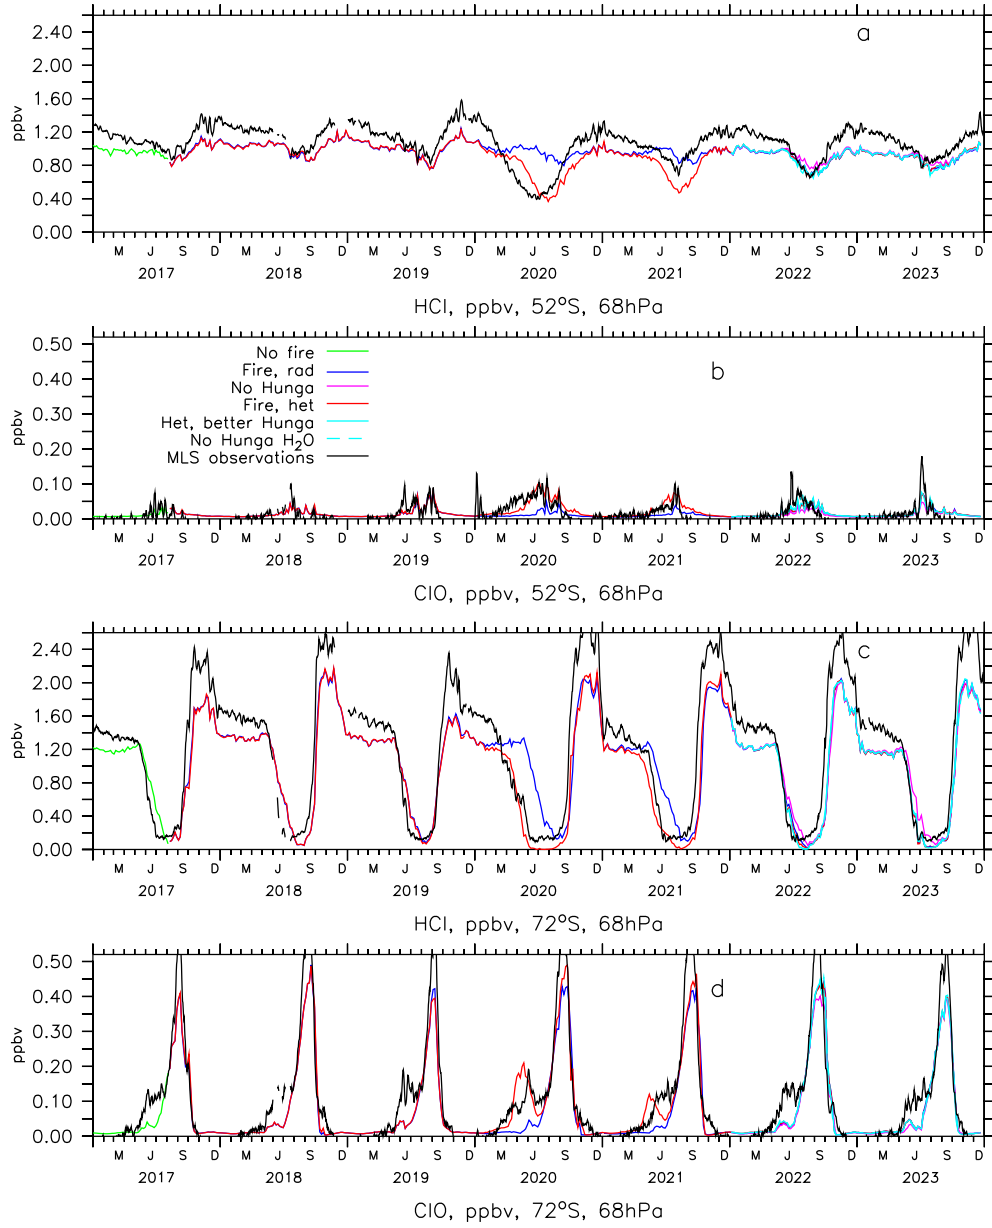 a
2.40
2.00
1.60
1.20
0.80
0.40
0.00
ppbv
M J S D M J S D M J S D M J S D M J S D M J S D M J S D
2017 2018 2019 2020 2021 2022 2023
HCl, ppbv, 52°S, 68hPa
b
0.50
0.40
0.30
0.20
0.10
0.00
ppbv
No fire
Fire, rad
No Hunga
Fire, het
Het, better Hunga
No Hunga H₂O
MLS observations
M J S D M J S D M J S D M J S D M J S D M J S D M J S D
2017 2018 2019 2020 2021 2022 2023
ClO, ppbv, 52°S, 68hPa
c
2.40
2.00
1.60
1.20
0.80
0.40
0.00
ppbv
M J S D M J S D M J S D M J S D M J S D M J S D M J S D
2017 2018 2019 2020 2021 2022 2023
HCl, ppbv, 72°S, 68hPa
d
0.50
0.40
0.30
0.20
0.10
0.00
ppbv
M J S D M J S D M J S D M J S D M J S D M J S D M J S D
2017 2018 2019 2020 2021 2022 2023
ClO, ppbv, 72°S, 68hPa